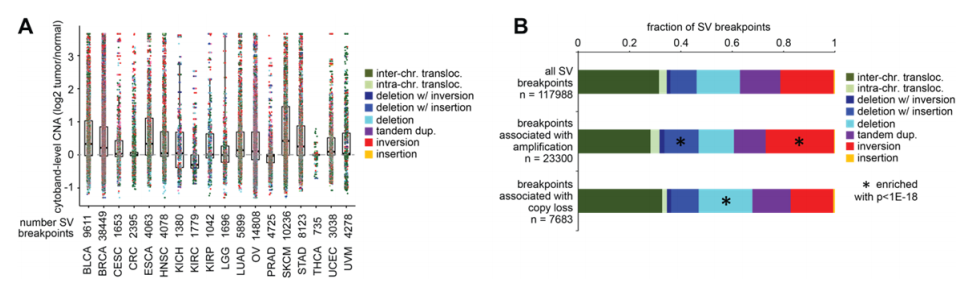 A
cytoband-level CNA (log2 tumor/normal)
3
2
1
0
-1
number SV
breakpoints
9611
38449
1653
2395
4063
4078
1380
1779
1042
1696
5899
14808
4725
10236
8123
735
3038
4278
BLCA
BRCA
CESC
CRC
ESCA
HNSC
KICH
KIRC
KIRP
LGG
LUAD
OV
PRAD
SKCM
STAD
THCA
UCEC
UVM
inter-chr. transloc.
intra-chr. transloc.
deletion w/ inversion
deletion w/ insertion
deletion
tandem dup.
inversion
insertion
B
fraction of SV breakpoints
0 0.2 0.4 0.6 0.8 1
all SV
breakpoints
n = 117988
breakpoints
associated with
amplification
n = 23300
breakpoints
associated with
copy loss
n = 7683
* *
*
inter-chr. transloc.
intra-chr. transloc.
deletion w/ inversion
deletion w/ insertion
deletion
tandem dup.
inversion
insertion
* enriched
with p<1E-18